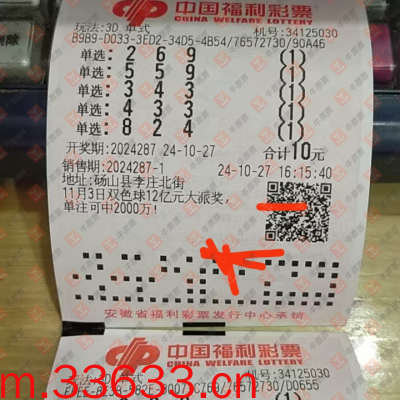 中国福利彩票
CHINA WELFARE LOTTERY
玩法:3D 单式 机号:34125030
B9B9-D033-3ED2-34D5-4B54/76572730/90A46
单选: 2 6 9 (1)
单选: 5 5 9 (1)
单选: 3 4 3 (1)
单选: 4 3 3 (1)
单选: 8 2 4 (1)
开奖期:2024287 24-10-27 合计10元
销售期:2024287-1 24-10-27 16:15:40
地址:砀山县李庄北街
11月3日双色球12亿元大派奖,
单注可中2000万!
安徽省福利彩票发行中心承销
中国福利彩票
CHINA WELFARE LOTTERY
34125030
/76572730/D0655
m.33633.cn